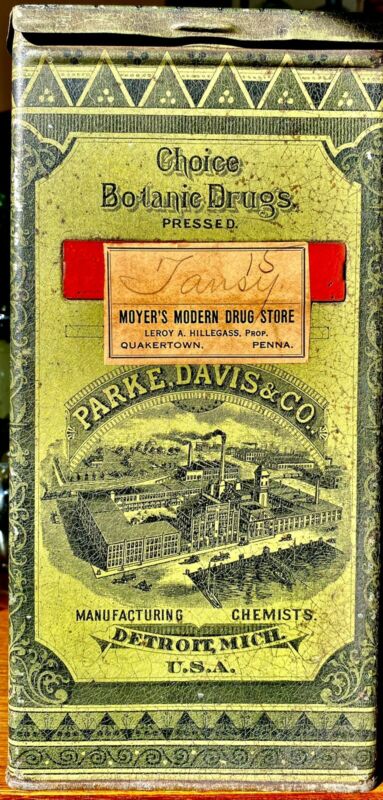 Choice
Botanic Drugs.
PRESSED.
15
Tansy
MOYER'S MODERN DRUG STORE
LEROY A. HILLEGASS, PROP.
QUAKERTOWN, PENNA.
PARKE, DAVIS & CO.,
MANUFACTURING CHEMISTS.
DETROIT, MICH.
U.S.A.